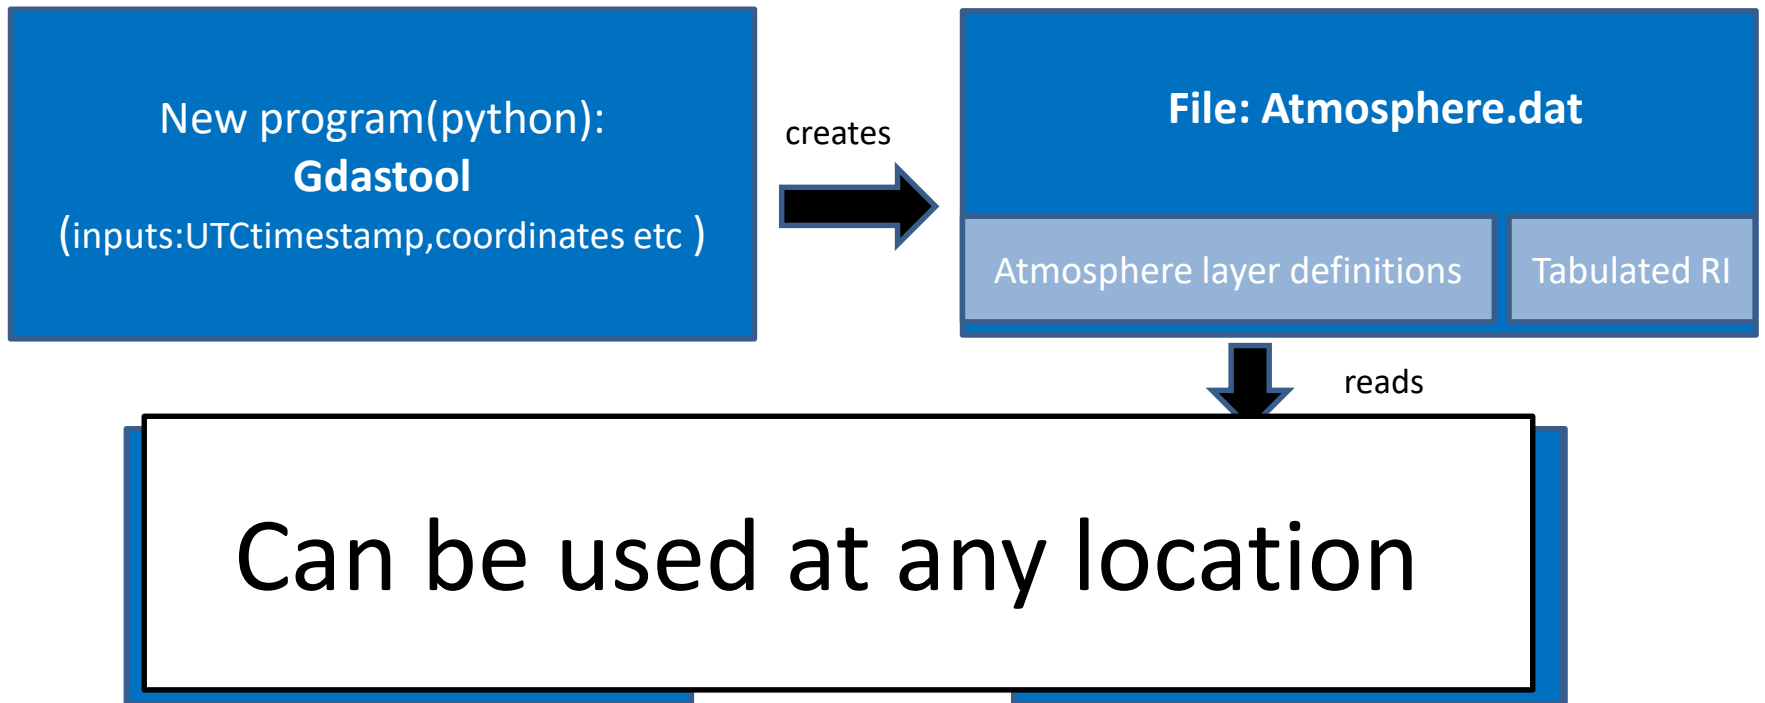 New program(python):
Gdastool
(inputs:UTCtimestamp,coordinates etc )
creates
File: Atmosphere.dat
Atmosphere layer definitions
Tabulated RI
reads
Can be used at any location